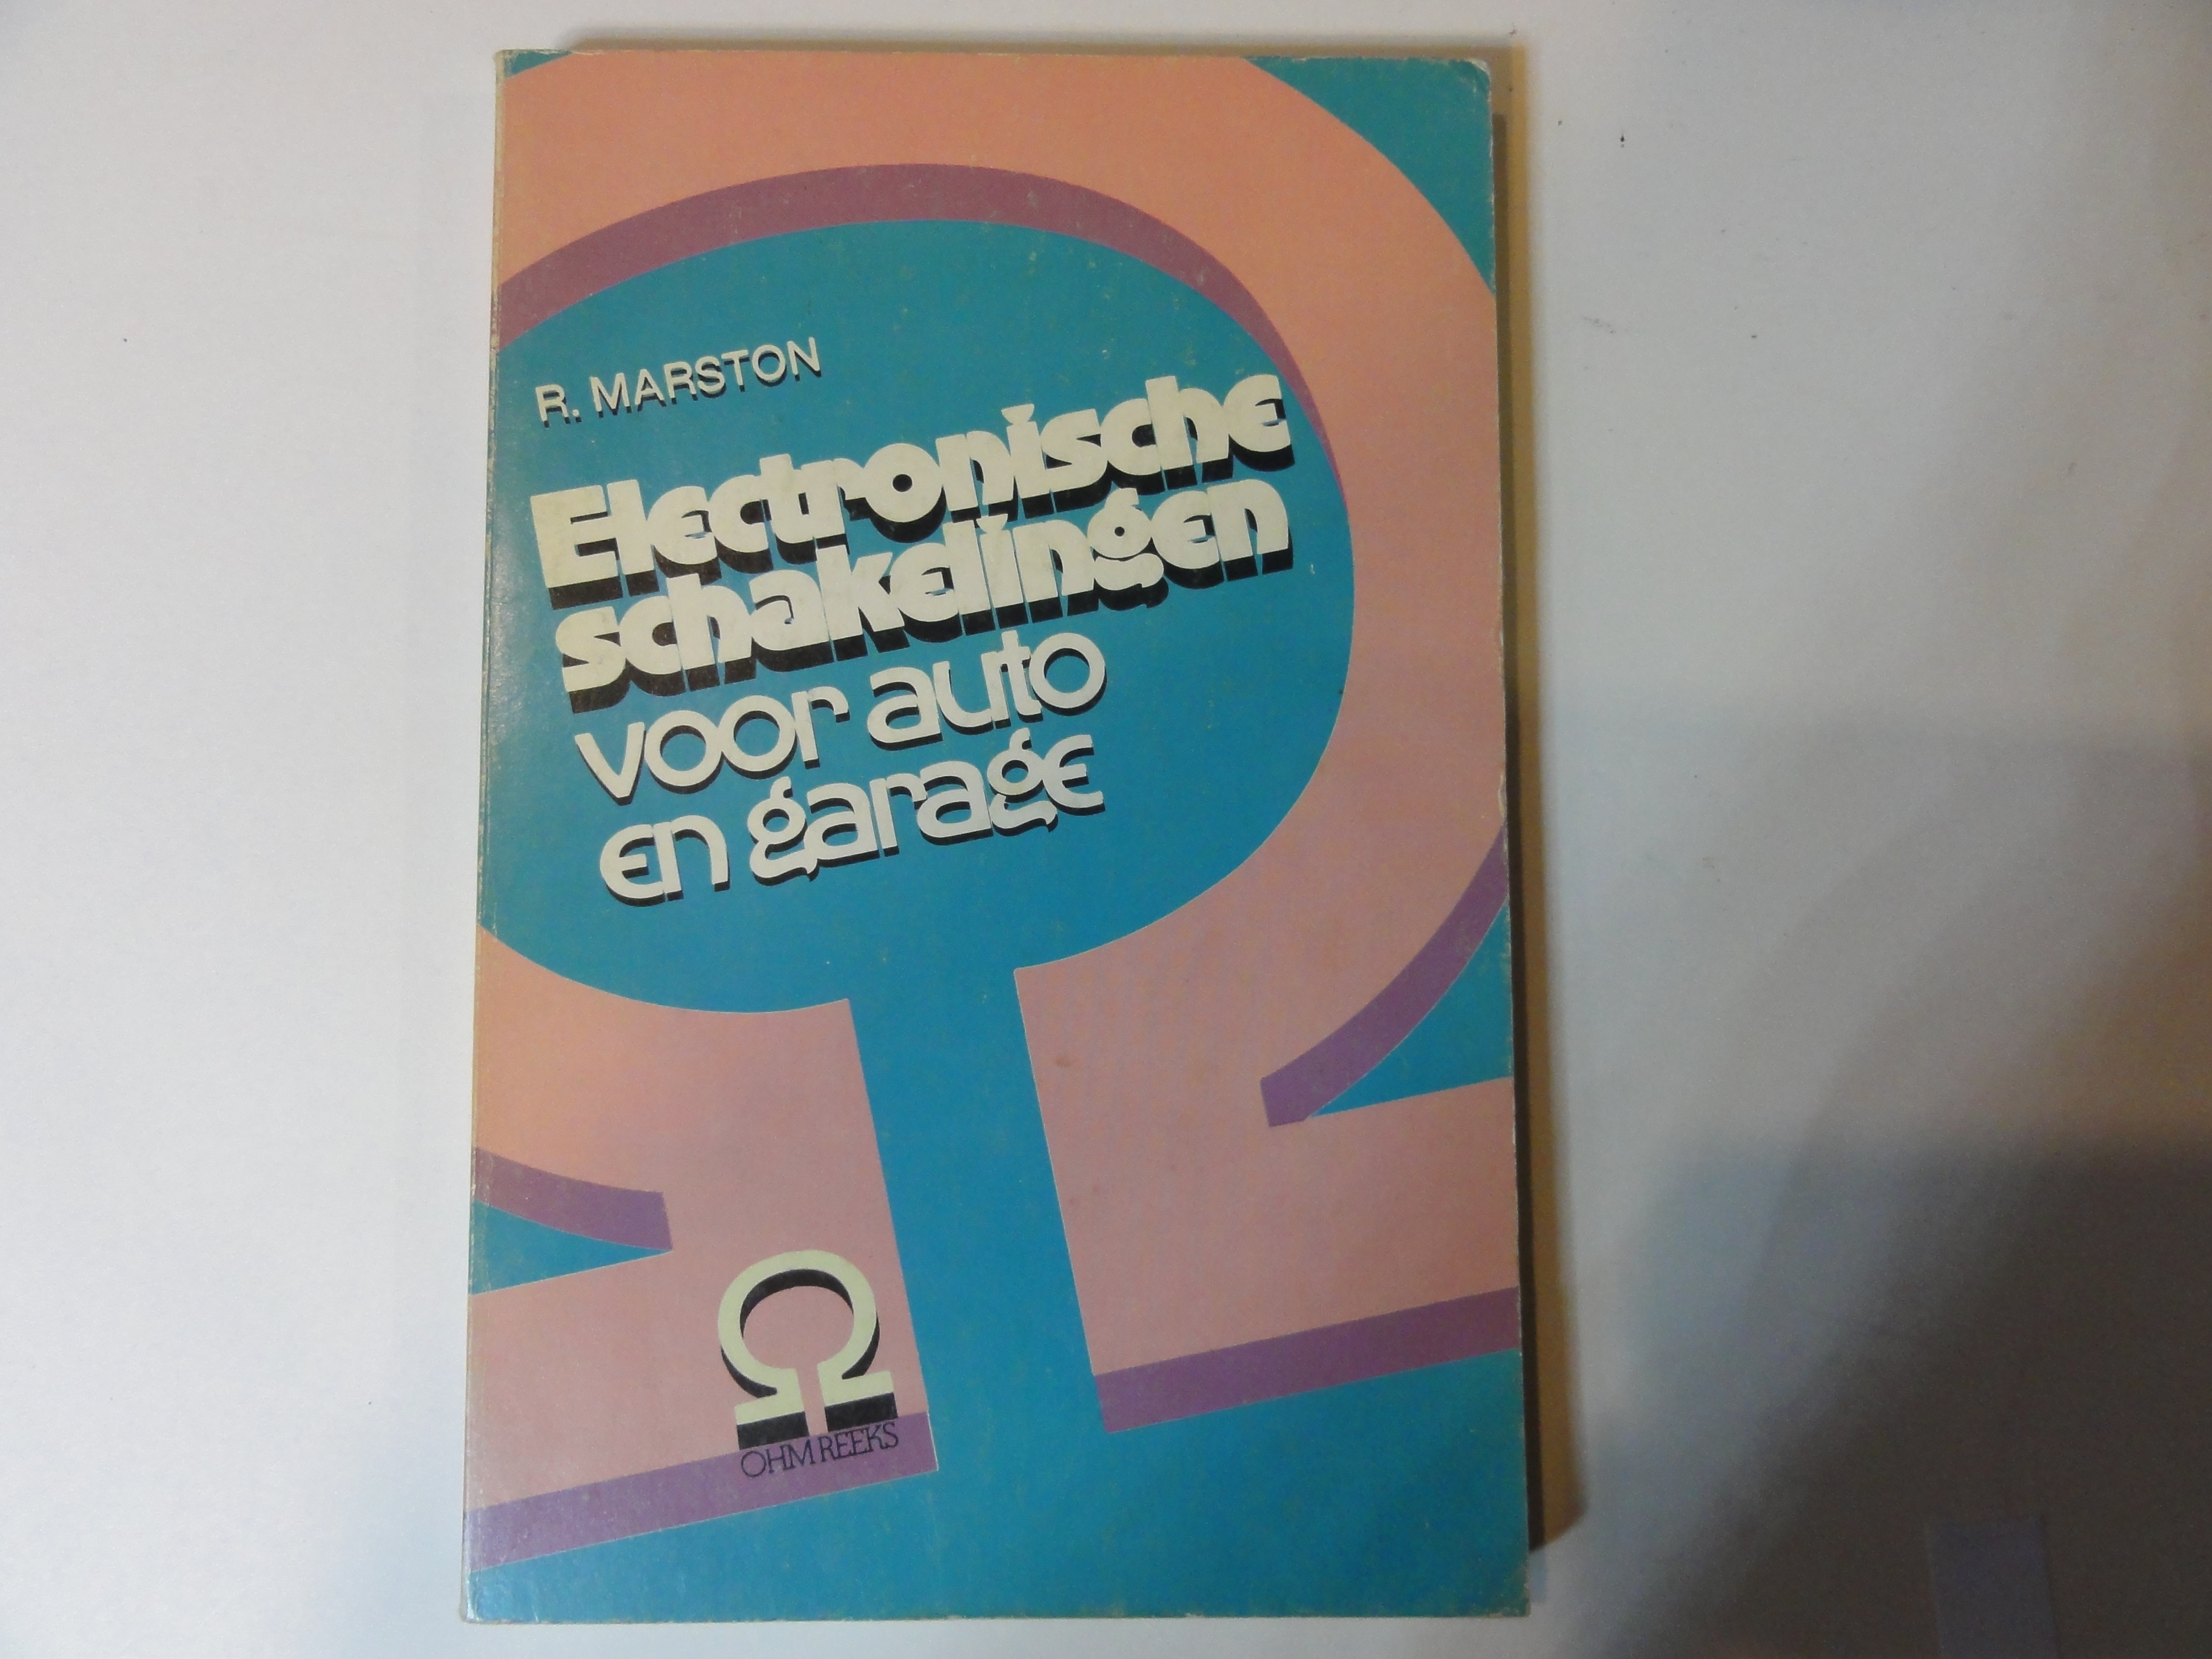 R. MARSTON
Electronische
schakelingen
voor auto
en garage
Ω
OHM REEKS